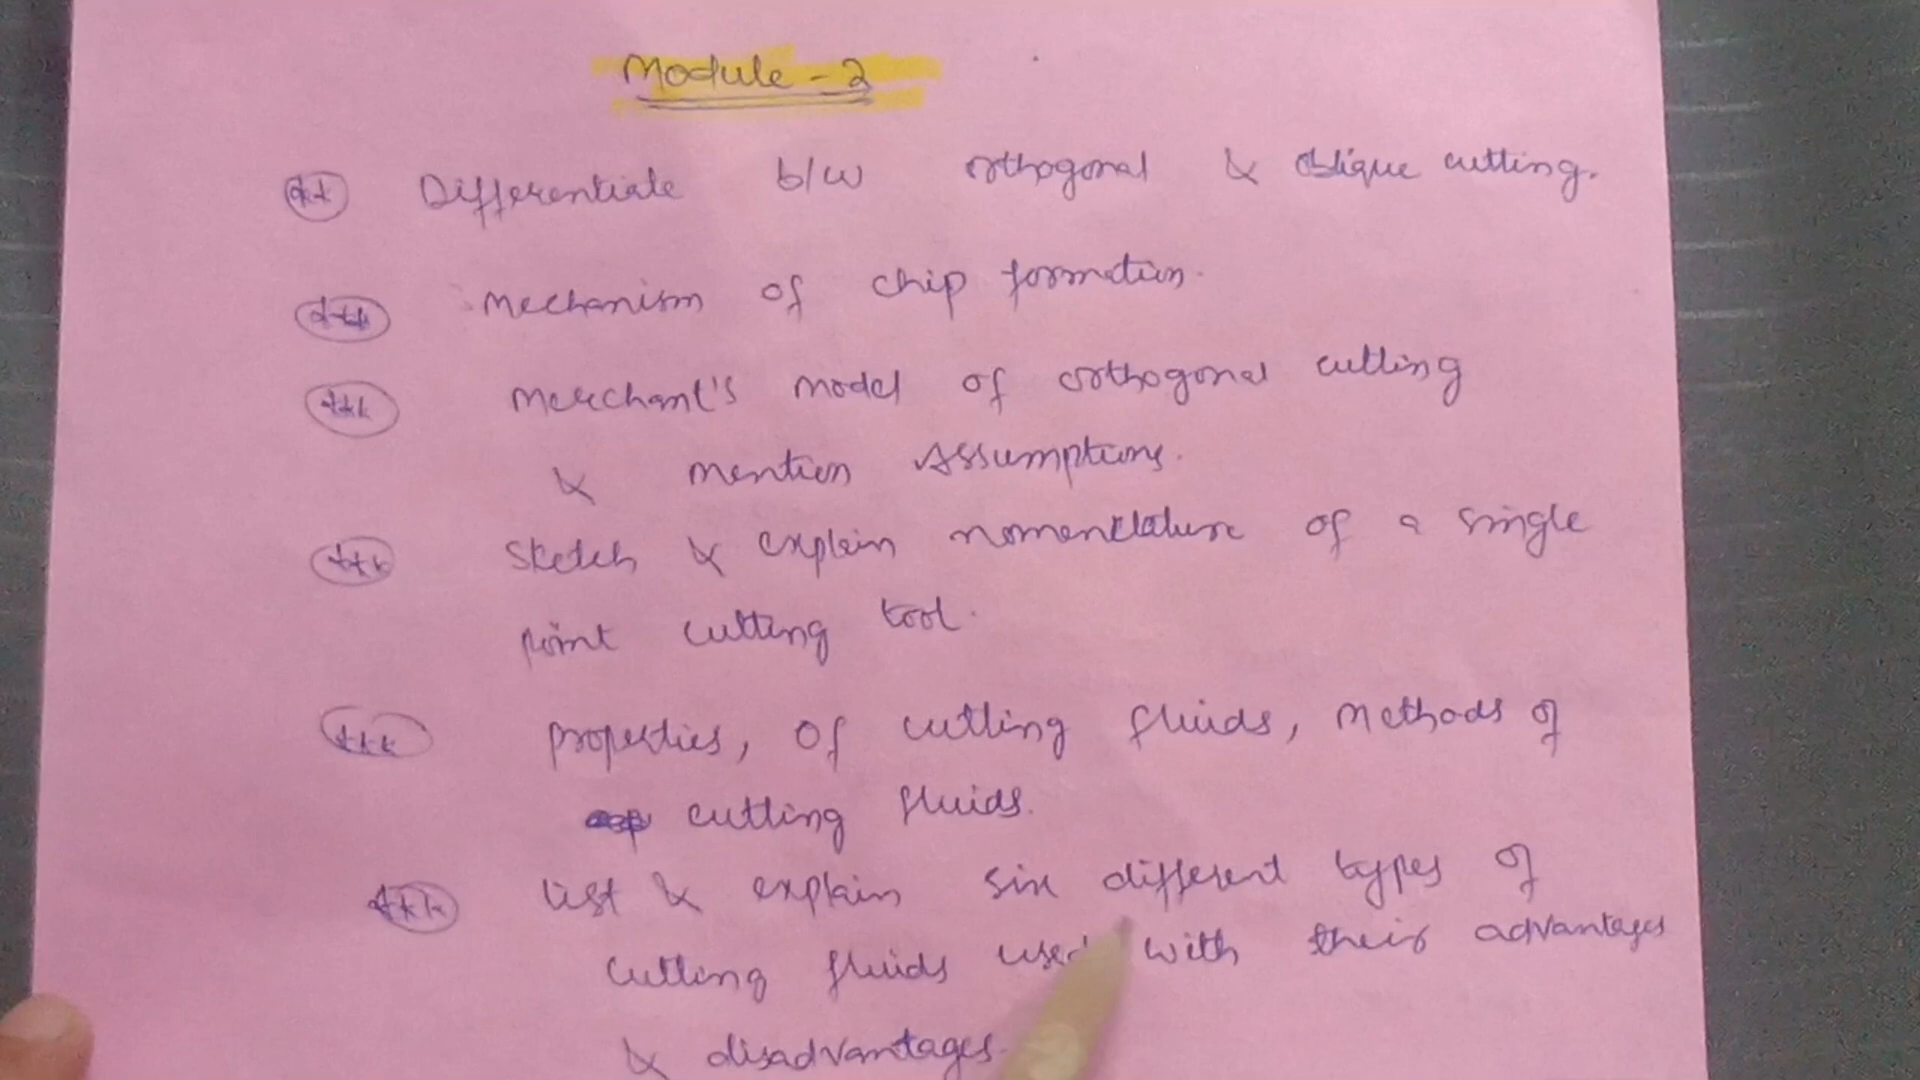 Module - 2
** Differentiate b/w orthogonal & oblique cutting.
*** Mechanism of chip formation.
*** Merchant's model of orthogonal cutting
& mention Assumptions.
*** Sketch & explain nomenclature of a single
point cutting tool.
*** properties, of cutting fluids, methods of
cutting fluids.
*** List & explain six different types of
cutting fluids used with their advantages
& disadvantages.